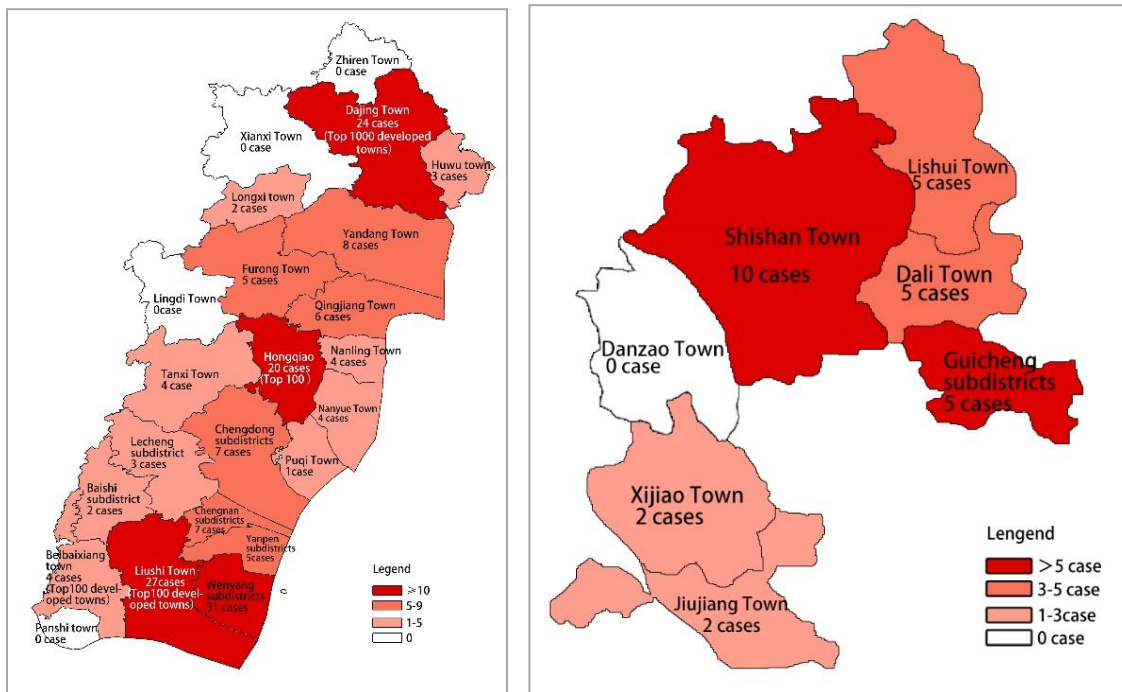 Zhiren Town
0 case
Dajing Town
24 cases
(Top 1000 developed
towns)
Xianxi Town
0 case
Huwu town
3 cases
Longxi town
2 cases
Yandang Town
8 cases
Furong Town
5 cases
Lingdi Town
0case
Qingjiang Town
6 cases
Hongqiao
20 cases
(Top 100 )
Nanling Town
4 cases
Tanxi Town
4 case
Nanyue Town
4 cases
Chengdong
subdistricts
7 cases
Lecheng
subdistrict
3 cases
Puqi Town
1case
Baishi
subdistrict
2 cases
Chengnan subdistricts
7 cases
Yanpen
subdistricts
5cases
Beibaixiang
town
4 cases
(Top100 devel-
oped towns)
Liushi Town
27cases
(Top100 devel-
oped towns)
Wenyang
subdistricts
31 cases
Panshi town
0 case
Legend
≥10
5-9
1-5
0
Lishui Town
5 cases
Shishan Town
10 cases
Dali Town
5 cases
Danzao Town
0 case
Guicheng
subdistricts
5 cases
Xijiao Town
2 cases
Jiujiang Town
2 cases
Lengend
>5 case
3-5 case
1-3case
0 case